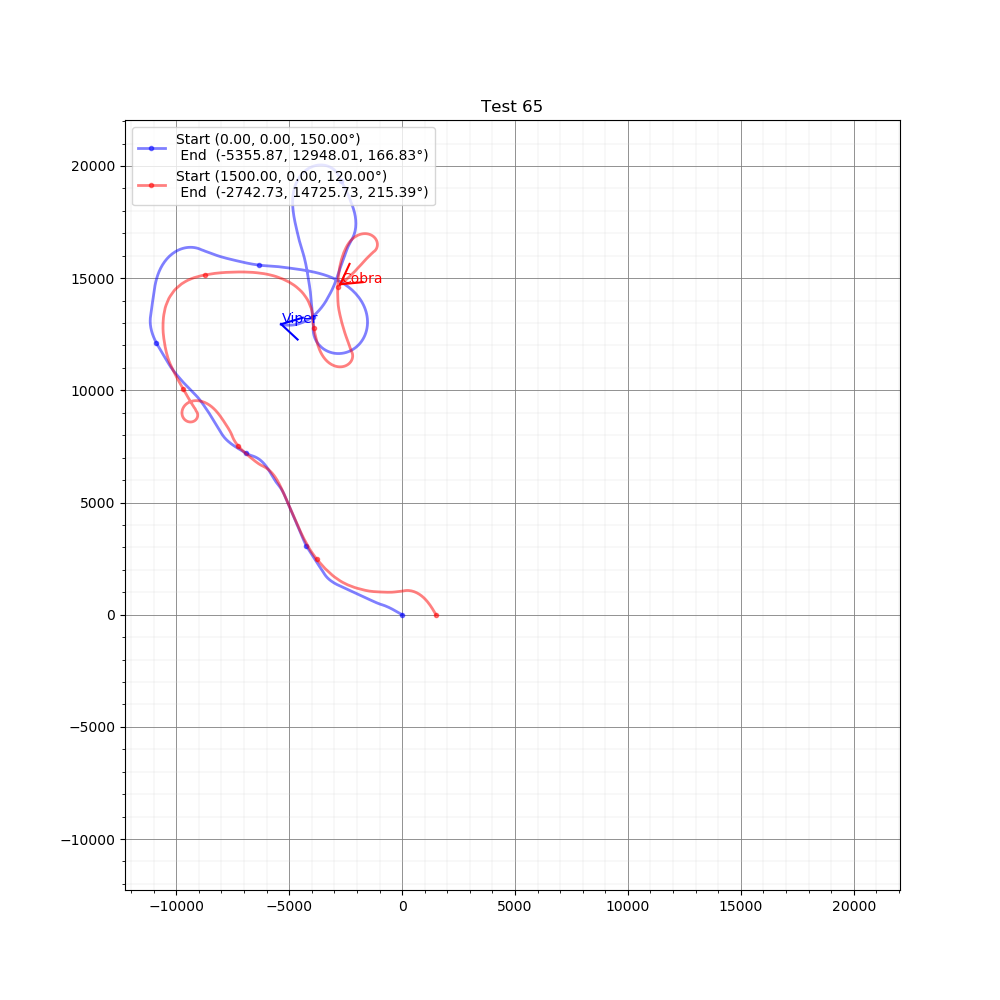 Test 65
Start (0.00, 0.00, 150.00°)
End (-5355.87, 12948.01, 166.83°)
Start (1500.00, 0.00, 120.00°)
End (-2742.73, 14725.73, 215.39°)
20000
15000
10000
5000
0
−5000
−10000
Cobra
Viper
−10000 −5000 0 5000 10000 15000 20000